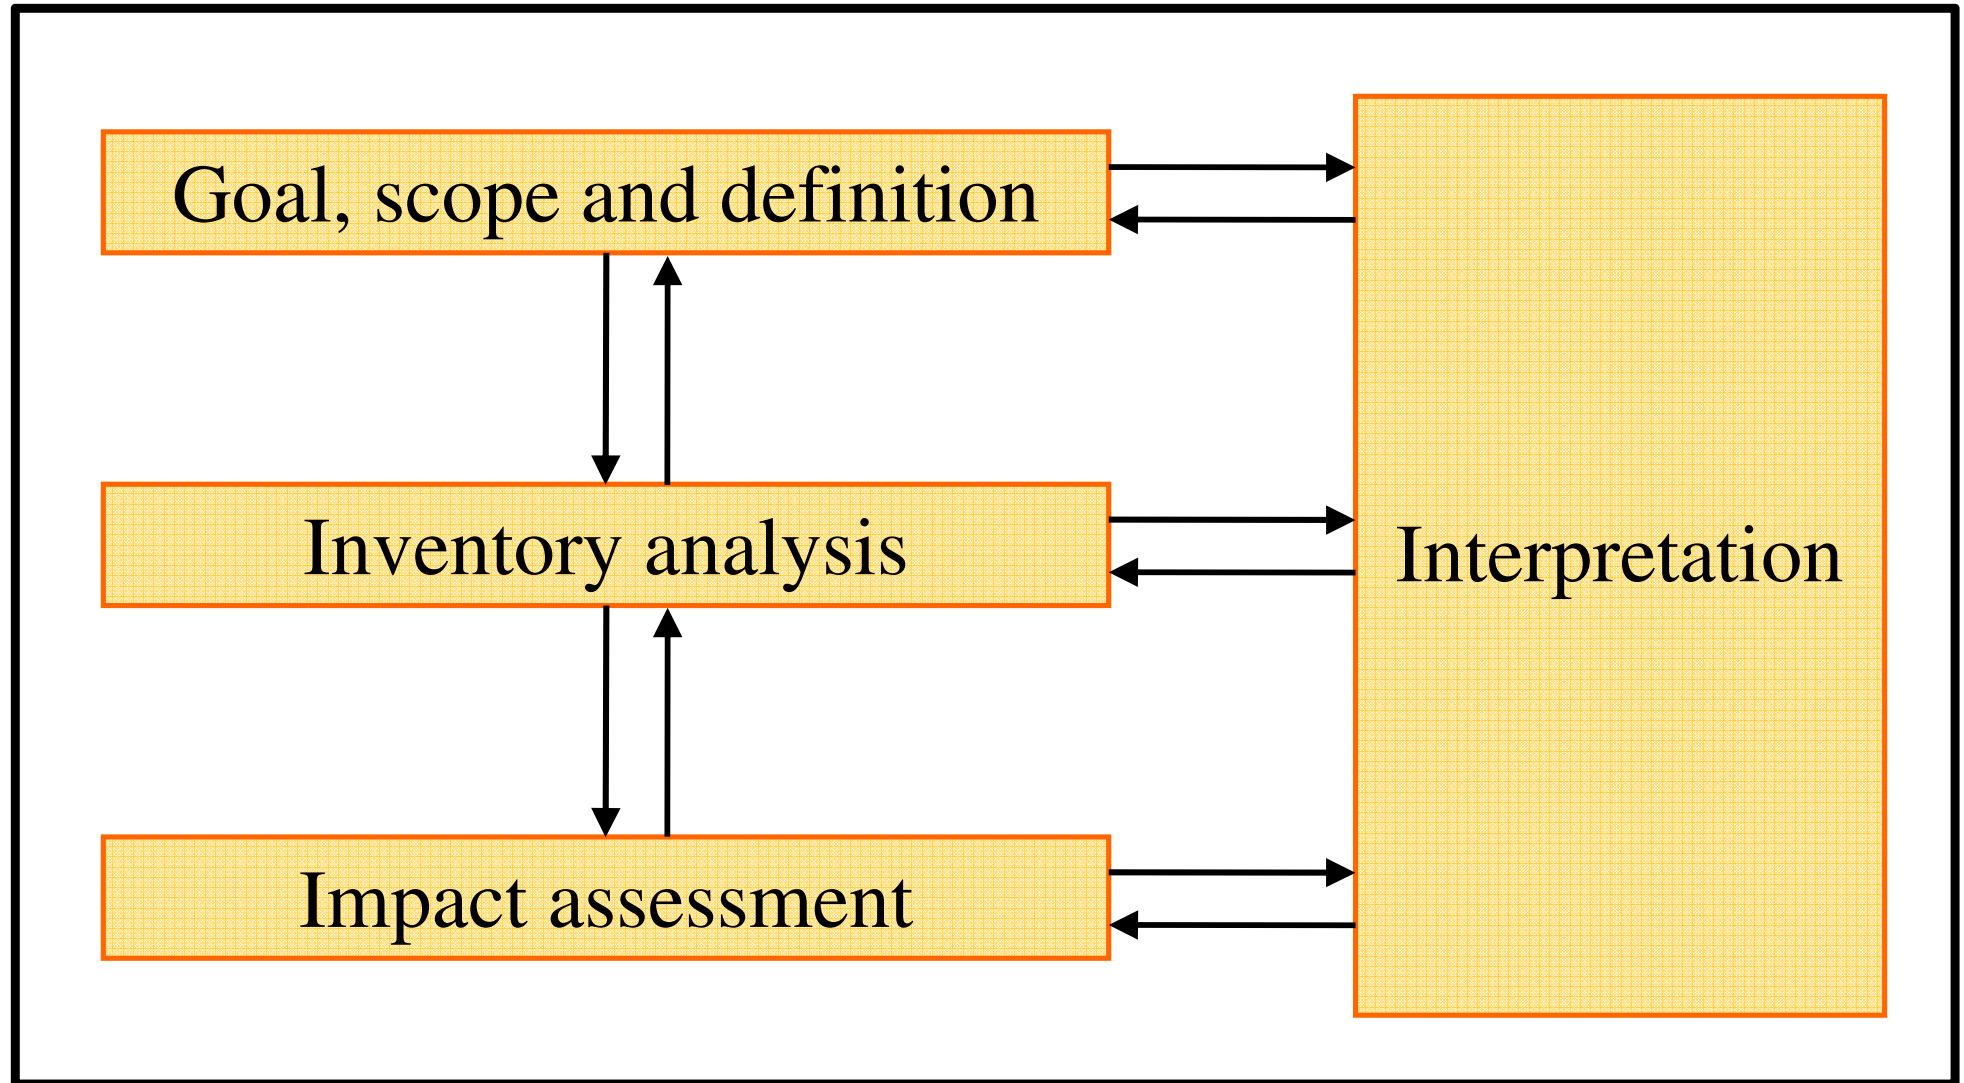 Goal, scope and definition
Inventory analysis
Interpretation
Impact assessment